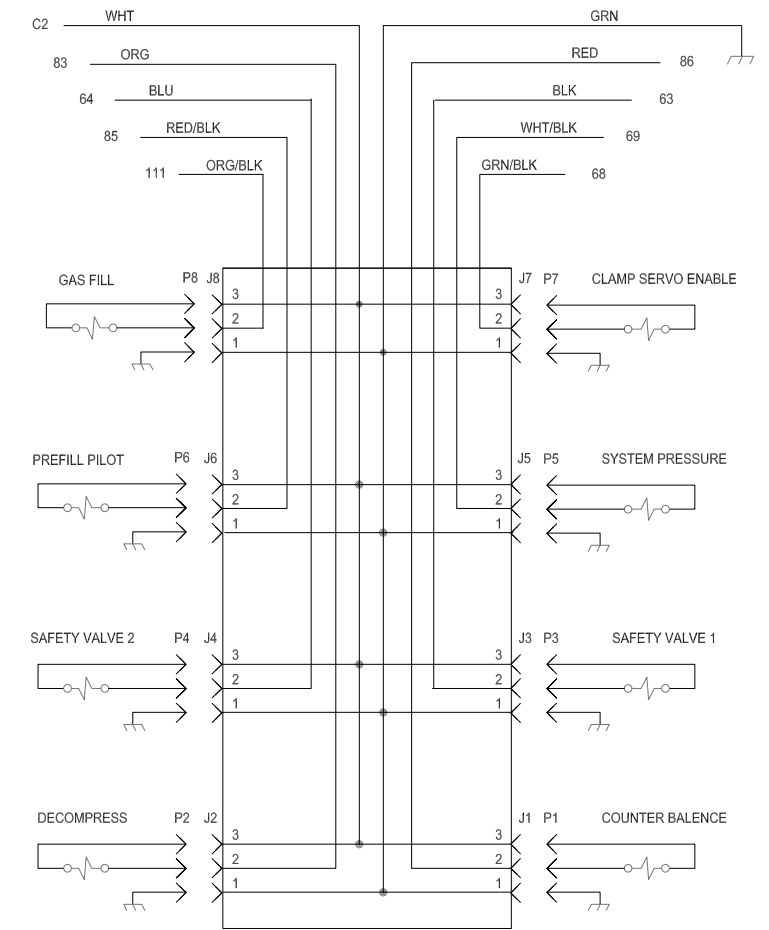 C2 WHT GRN
83 ORG RED 86
64 BLU BLK 63
85 RED/BLK WHT/BLK 69
111 ORG/BLK GRN/BLK 68
GAS FILL P8 J8 J7 P7 CLAMP SERVO ENABLE
3 3
2 2
1 1
PREFILL PILOT P6 J6 J5 P5 SYSTEM PRESSURE
3 3
2 2
1 1
SAFETY VALVE 2 P4 J4 J3 P3 SAFETY VALVE 1
3 3
2 2
1 1
DECOMPRESS P2 J2 J1 P1 COUNTER BALENCE
3 3
2 2
1 1